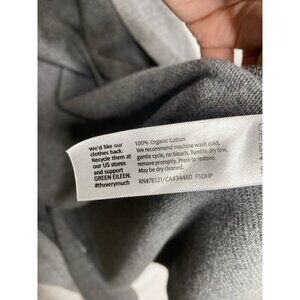 We'd like our
clothes back.
Recycle them at
our US stores
and support
GREEN EILEEN.
#thxverymuch
100% Organic Cotton
We recommend machine wash cold,
gentle cycle, no bleach. Tumble dry low,
remove promptly. Press to restore.
May be dry cleaned.
RN#78121/CA#34460 F5OHP